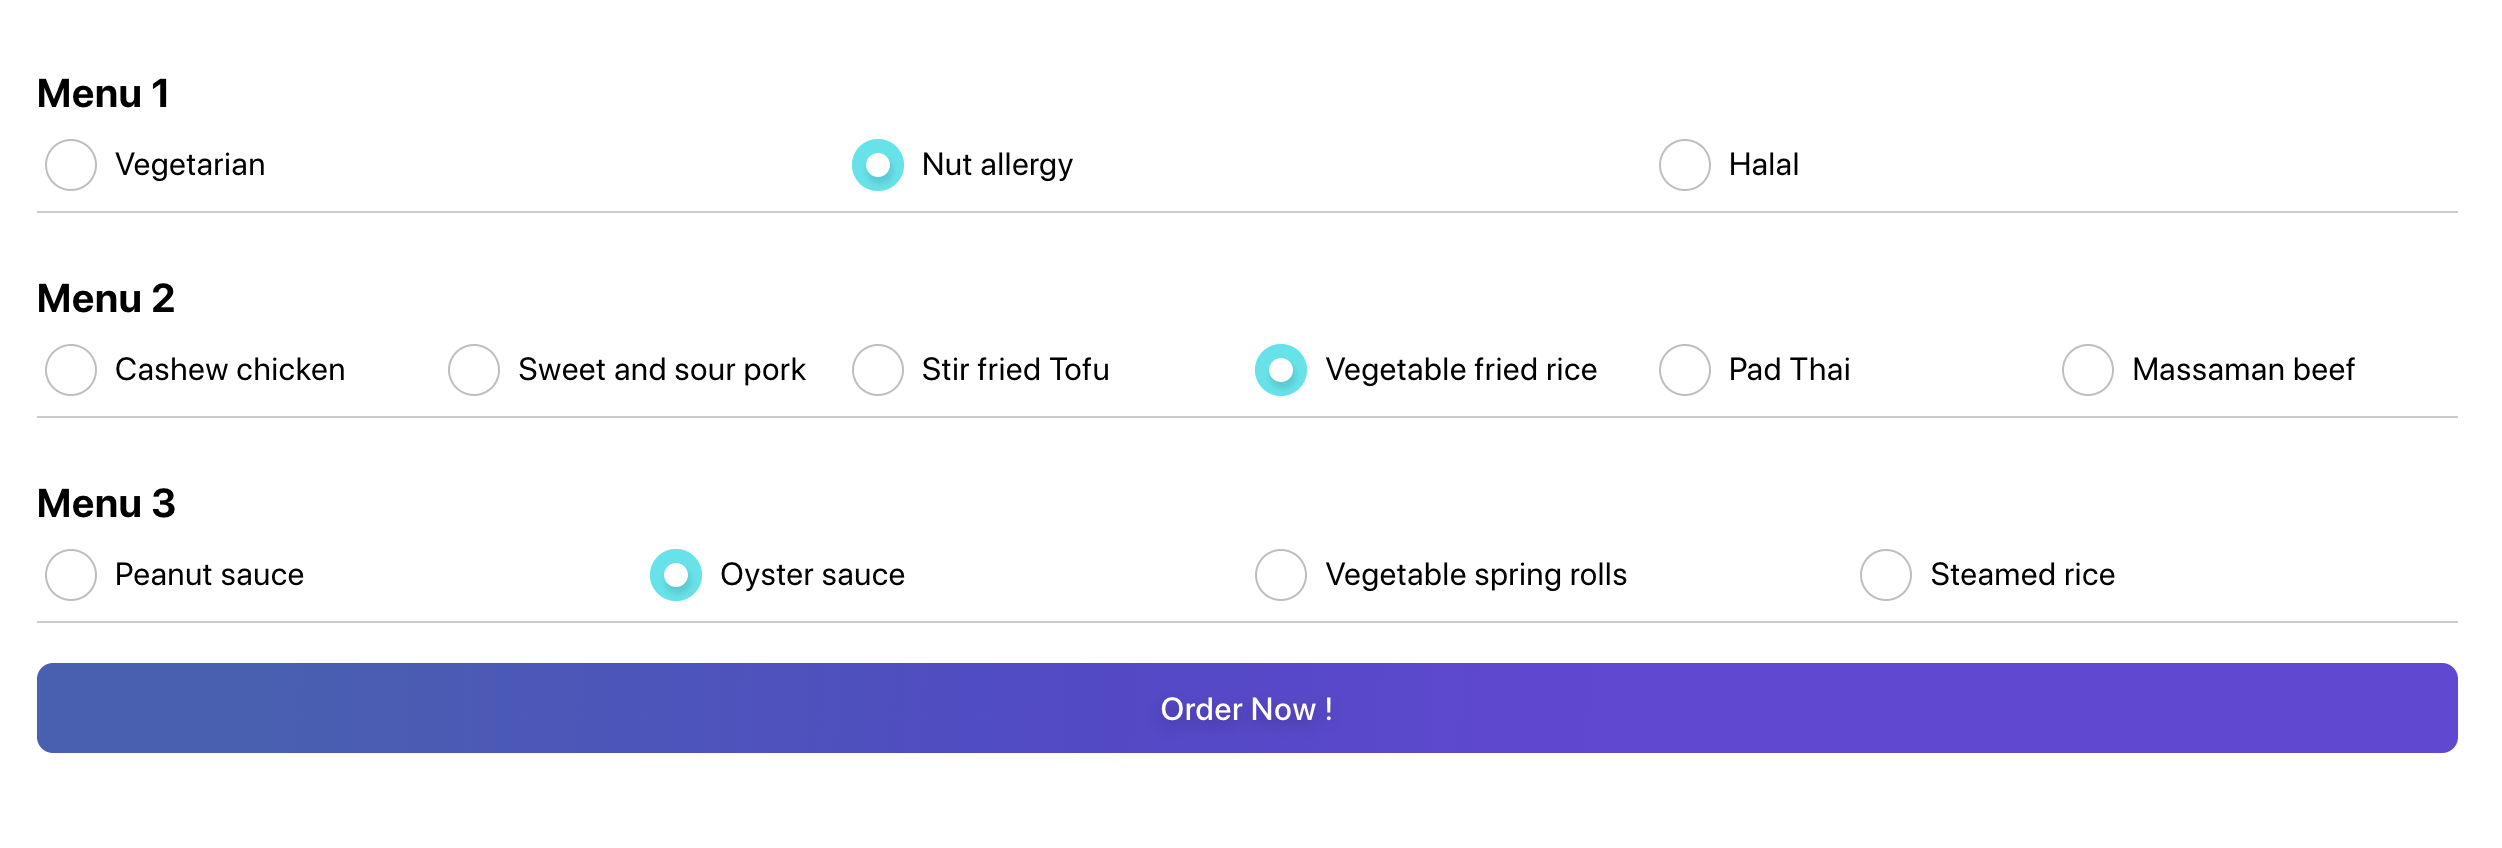 Menu 1
Vegetarian Nut allergy Halal
Menu 2
Cashew chicken Sweet and sour pork Stir fried Tofu Vegetable fried rice Pad Thai Massaman beef
Menu 3
Peanut sauce Oyster sauce Vegetable spring rolls Steamed rice
Order Now !